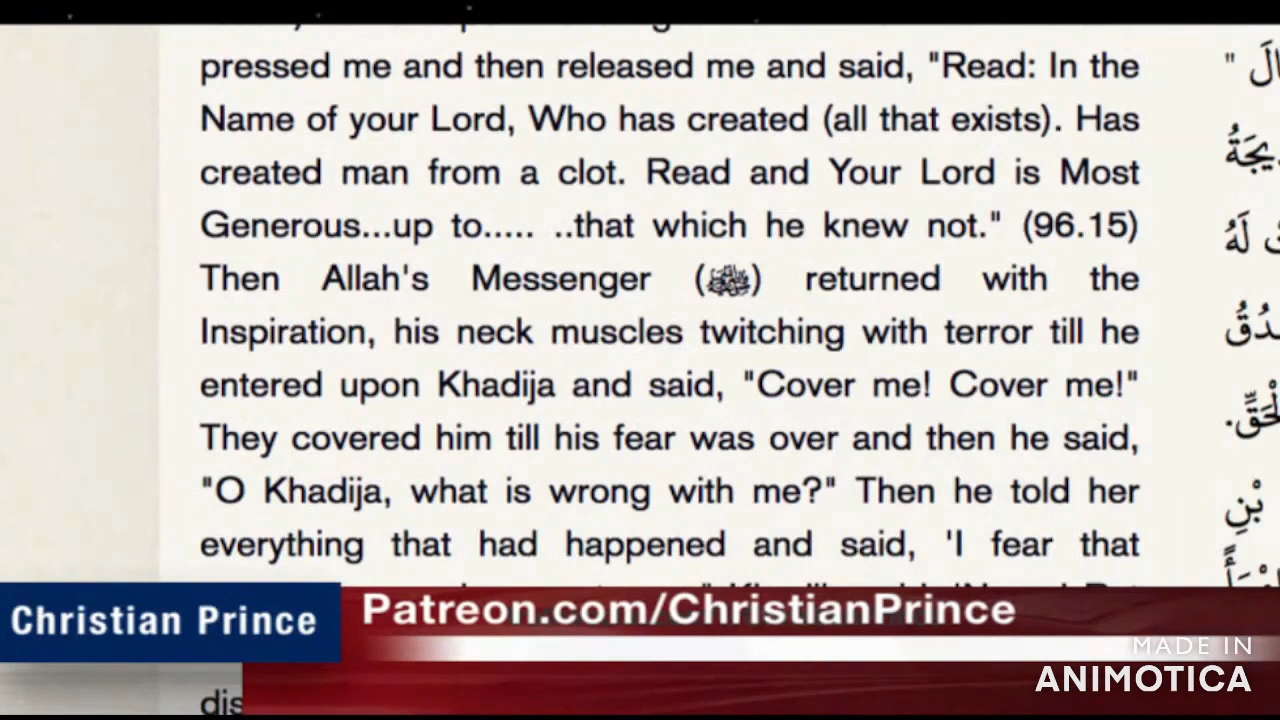 pressed me and then released me and said, "Read: In the
Name of your Lord, Who has created (all that exists). Has
created man from a clot. Read and Your Lord is Most
Generous...up to..... ..that which he knew not." (96.15)
Then Allah's Messenger (ﷺ) returned with the
Inspiration, his neck muscles twitching with terror till he
entered upon Khadija and said, "Cover me! Cover me!"
They covered him till his fear was over and then he said,
"O Khadija, what is wrong with me?" Then he told her
everything that had happened and said, 'I fear that
dis
Christian Prince
Patreon.com/ChristianPrince
MADE IN
ANIMOTICA